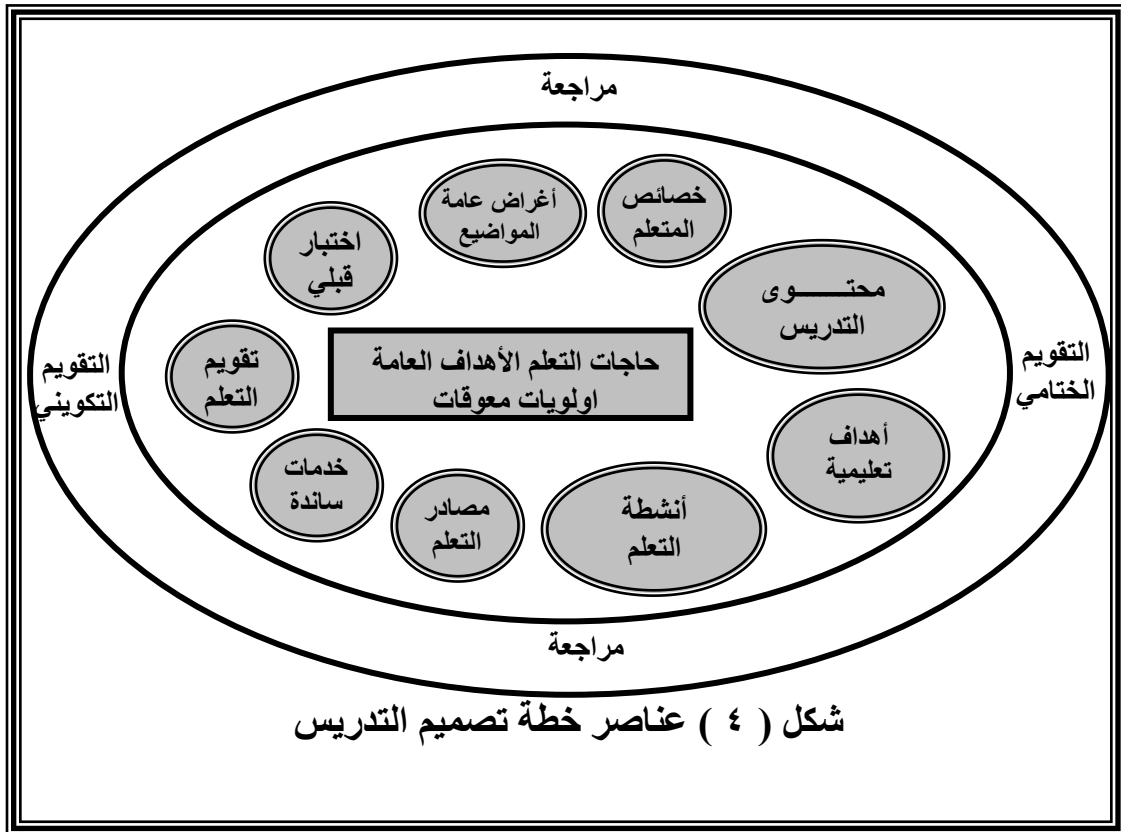 مراجعة
خصائص
المتعلم
أغراض عامة
المواضيع
اختبار
قبلي
محتــــــوى
التدريس
تقويم
التعلم
حاجات التعلم الأهداف العامة
اولويات معوقات
التقويم
الختامي
التقويم
التكويني
أهداف
تعليمية
خدمات
ساندة
مصادر
التعلم
أنشطة
التعلم
مراجعة
شكل ( ٤ ) عناصر خطة تصميم التدريس